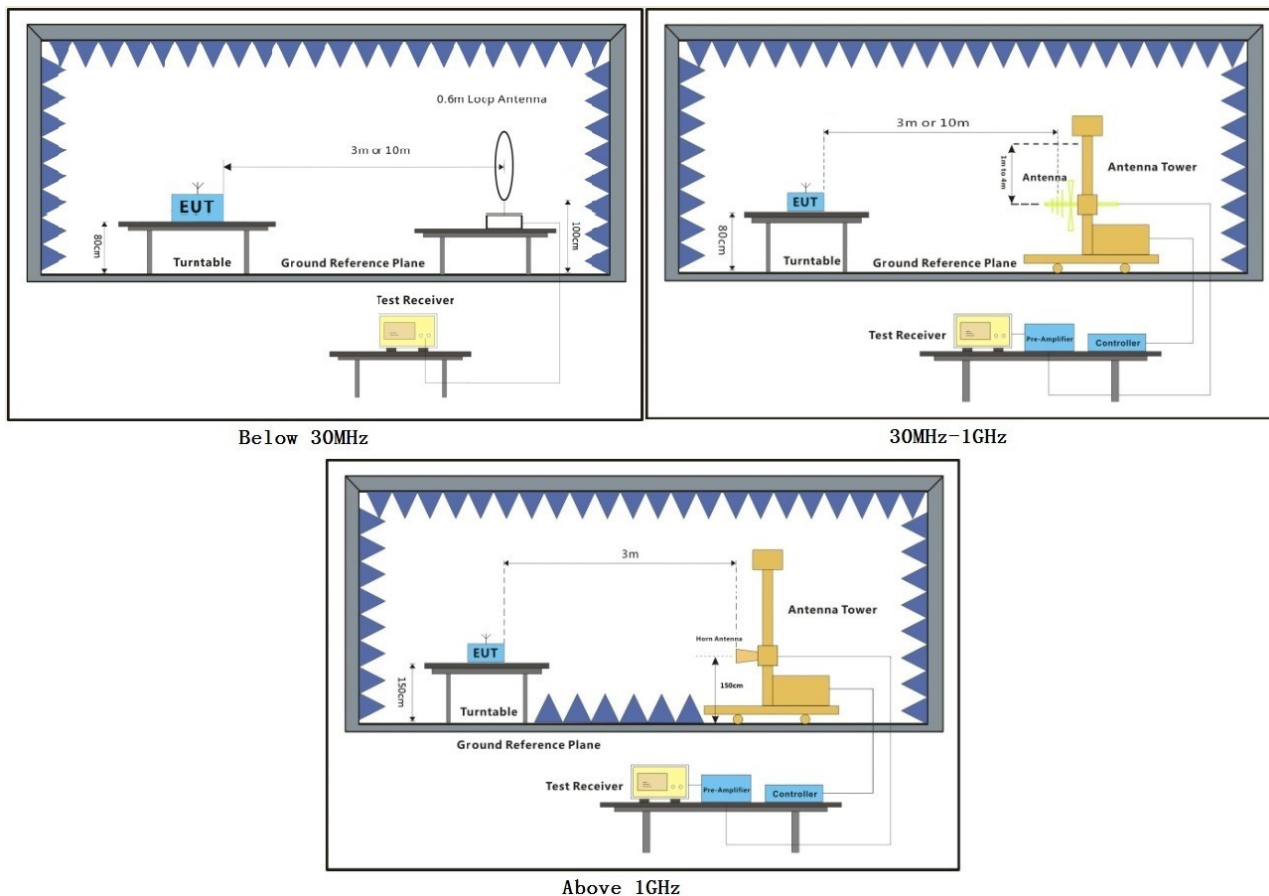 0.6m Loop Antenna
3m or 10m
EUT
80cm
100cm
Turntable
Ground Reference Plane
Test Receiver
Below 30MHz
3m or 10m
1m to 4m
Antenna
Antenna Tower
EUT
80cm
Turntable
Ground Reference Plane
Test Receiver
Pre-Amplifier
Controller
30MHz-1GHz
3m
Antenna Tower
Horn Antenna
EUT
150cm
150cm
Turntable
Ground Reference Plane
Test Receiver
Pre-Amplifier
Controller
Above 1GHz